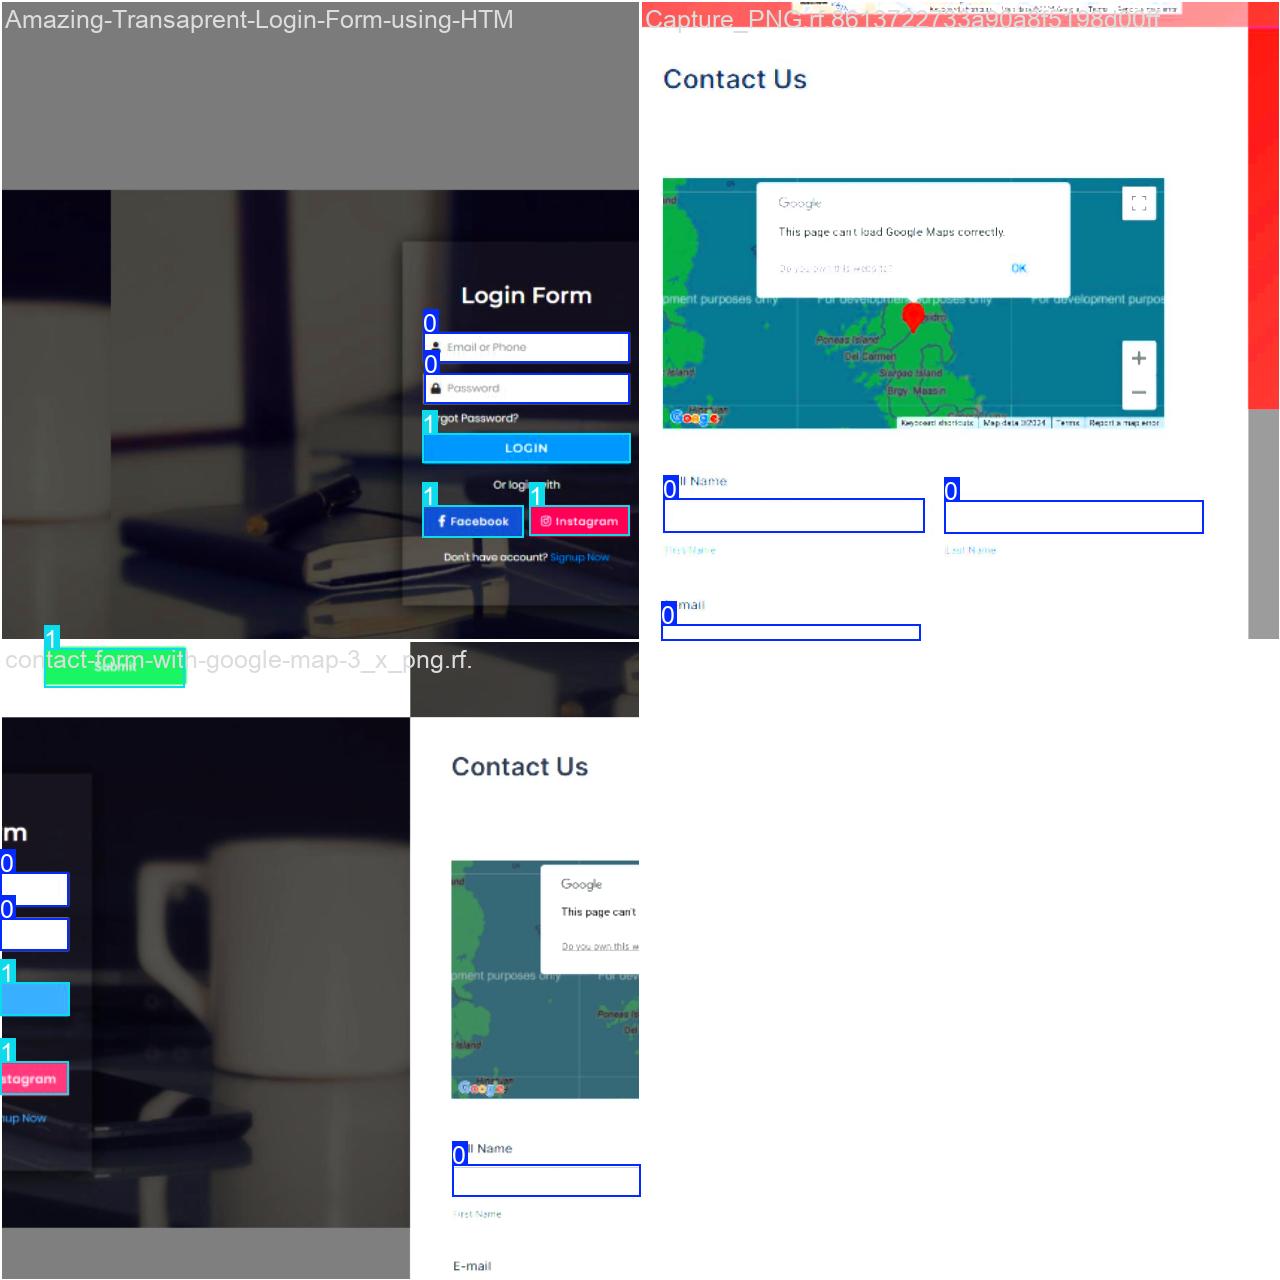 Amazing-Transaprent-Login-Form-using-HTM
Login Form
0
Email or Phone
0
Password
1
rgot Password?
LOGIN
Or login with
1
Facebook
1
Instagram
Don't have account? Signup Now
Capture_PNG.rf.8613722733a90a8f5198d00ff
Contact Us
Google
This page can't load Google Maps correctly.
Do you own this website?
OK
pment purposes only
For development purposes only
For development purpos
Poneas Island
Del Carmen
Siargao Island
Brgy. Maasin
Island
Google
Keyboard shortcuts
Map data ©2024
Terms
Report a map error
0
ll Name
0
First Name
Last Name
0
mail
1
contact-form-with-google-map-3_x_png.rf.
Submit
m
0
0
1
1
stagram
nup Now
Contact Us
Google
This page can't
Do you own this w
pment purposes only
For dev
Poneas Is
Del
Island
Google
0
ll Name
First Name
E-mail